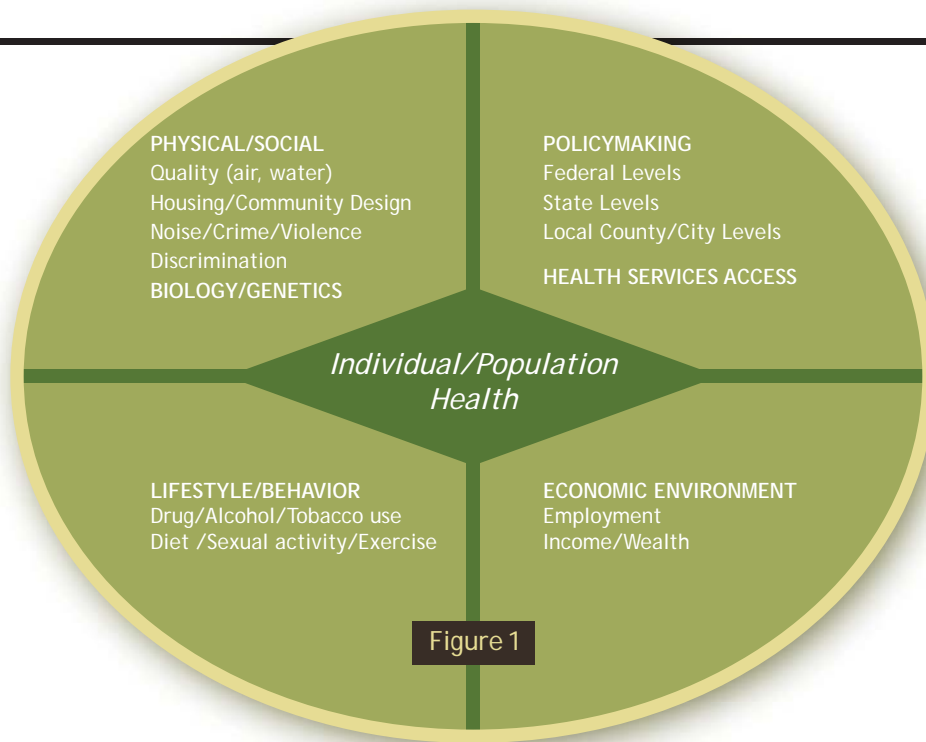 PHYSICAL/SOCIAL
Quality (air, water)
Housing/Community Design
Noise/Crime/Violence
Discrimination
BIOLOGY/GENETICS
POLICYMAKING
Federal Levels
State Levels
Local County/City Levels
HEALTH SERVICES ACCESS
Individual/Population
Health
LIFESTYLE/BEHAVIOR
Drug/Alcohol/Tobacco use
Diet /Sexual activity/Exercise
ECONOMIC ENVIRONMENT
Employment
Income/Wealth
Figure 1